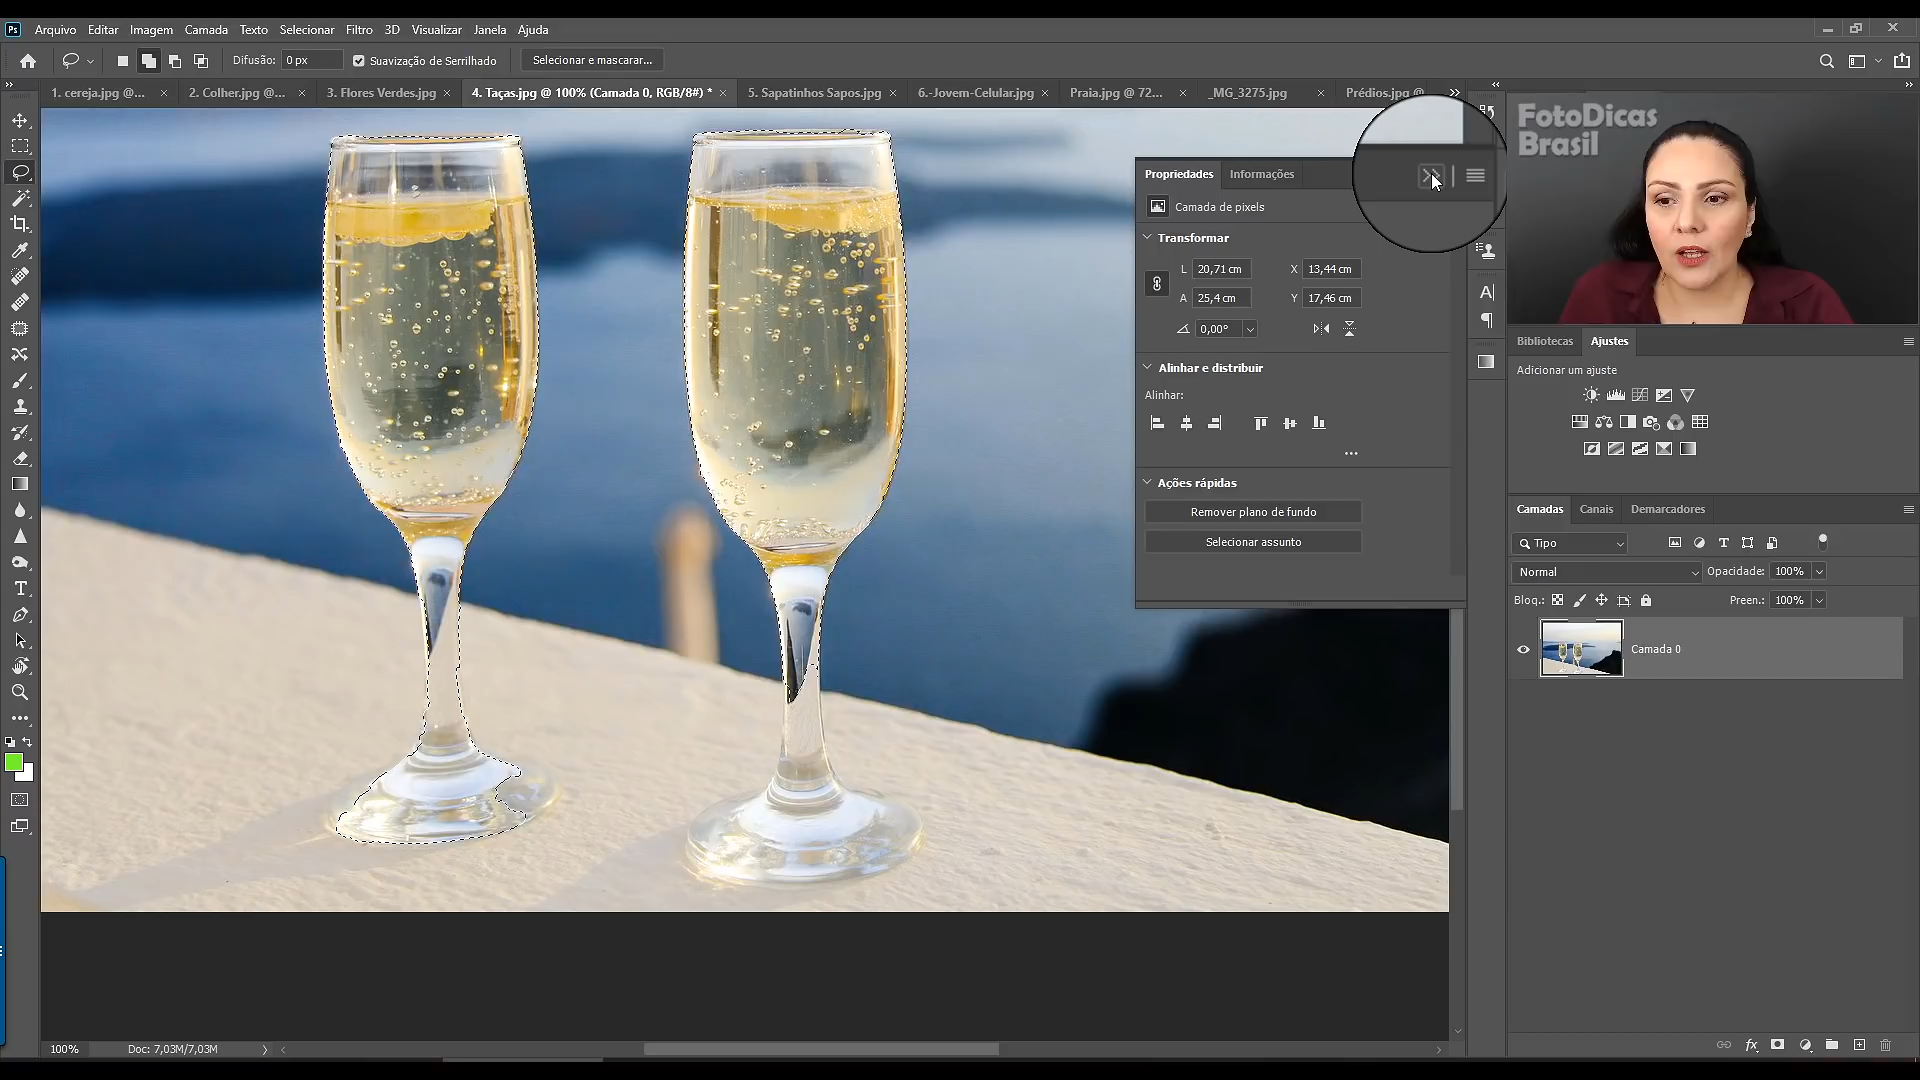 Ps Arquivo Editar Imagem Camada Texto Selecionar Filtro 3D Visualizar Janela Ajuda
Difusão: 0 px Suavização de Serrilhado Selecionar e mascarar...
1. cereja.jpg @... 2. Colher.jpg @... 3. Flores Verdes.jpg 4. Taças.jpg @ 100% (Camada 0, RGB/8#) * 5. Sapatinhos Sapos.jpg 6.-Jovem-Celular.jpg Praia.jpg @ 72... _MG_3275.jpg Prédios.jpg @
FotoDicas
Brasil
Propriedades Informações
Camada de pixels
Transformar
L 20,71 cm X 13,44 cm
A 25,4 cm Y 17,46 cm
0,00°
Alinhar e distribuir
Alinhar:
Ações rápidas
Remover plano de fundo
Selecionar assunto
Bibliotecas Ajustes
Adicionar um ajuste
Camadas Canais Demarcadores
Tipo
Normal Opacidade: 100%
Bloq.: Preen.: 100%
Camada 0
100% Doc: 7,03M/7,03M